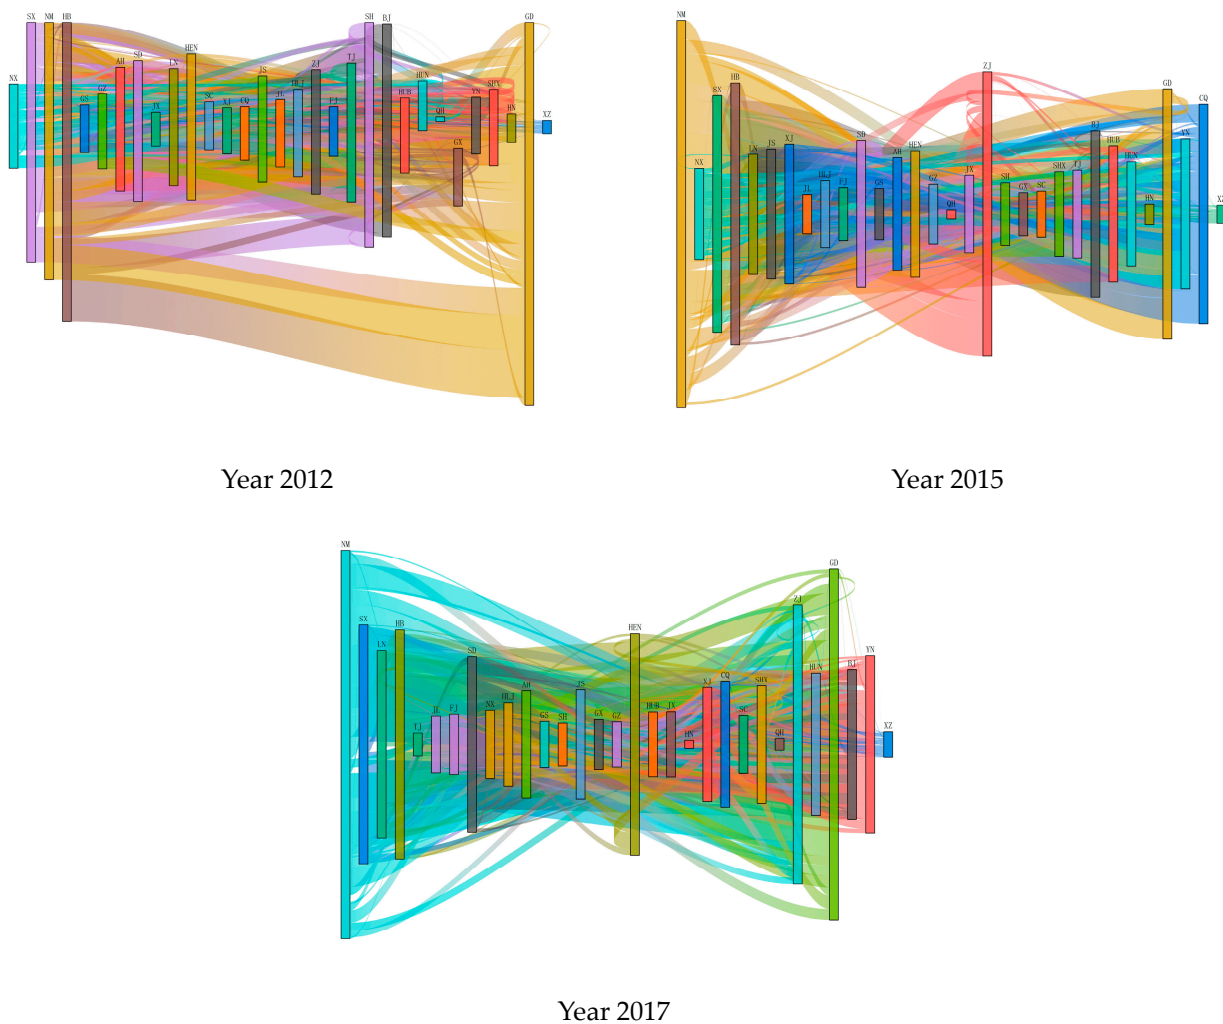 SX NM HB SH BJ GD
HEN
SD TJ
AH LN ZJ
JS
NX HLJ HUN
GZ SHX
SC JL YN
GS CQ FJ HUB
JX XJ QH HN
XZ
GX
NM
ZJ
HB GD
SX
CQ
BJ
SD
XJ YN
LN JS HEN HUB
AH
NX JX SHX TJ HUN
HLJ GZ SH
FJ GS GX SC
JL HN XZ
QH
Year 2012 Year 2015
NM
GD
ZJ
SX HB HEN
LN SD YN
BJ
HUN
AH JS XJ CQ SHX
HLJ
NX
JL FJ GS SH GX GZ HUB JX SC
TJ HN QH XZ
Year 2017